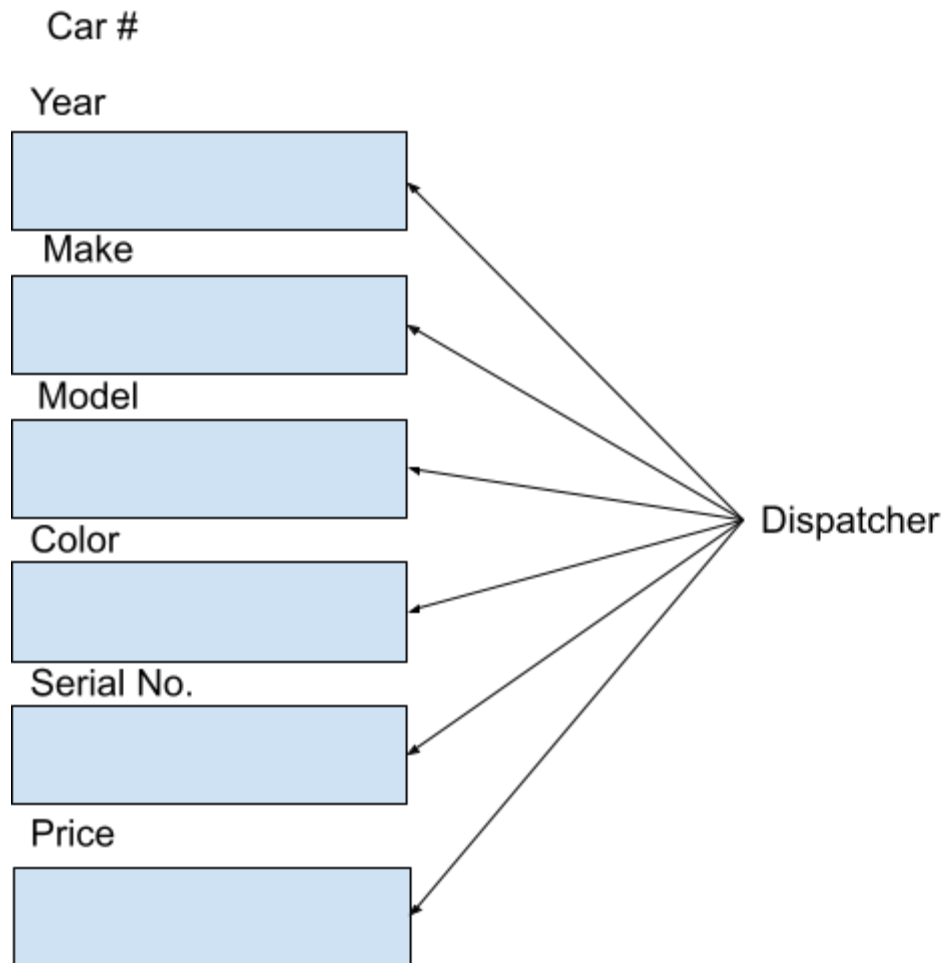 Car #
Year
Make
Model
Color
Serial No.
Price
Dispatcher